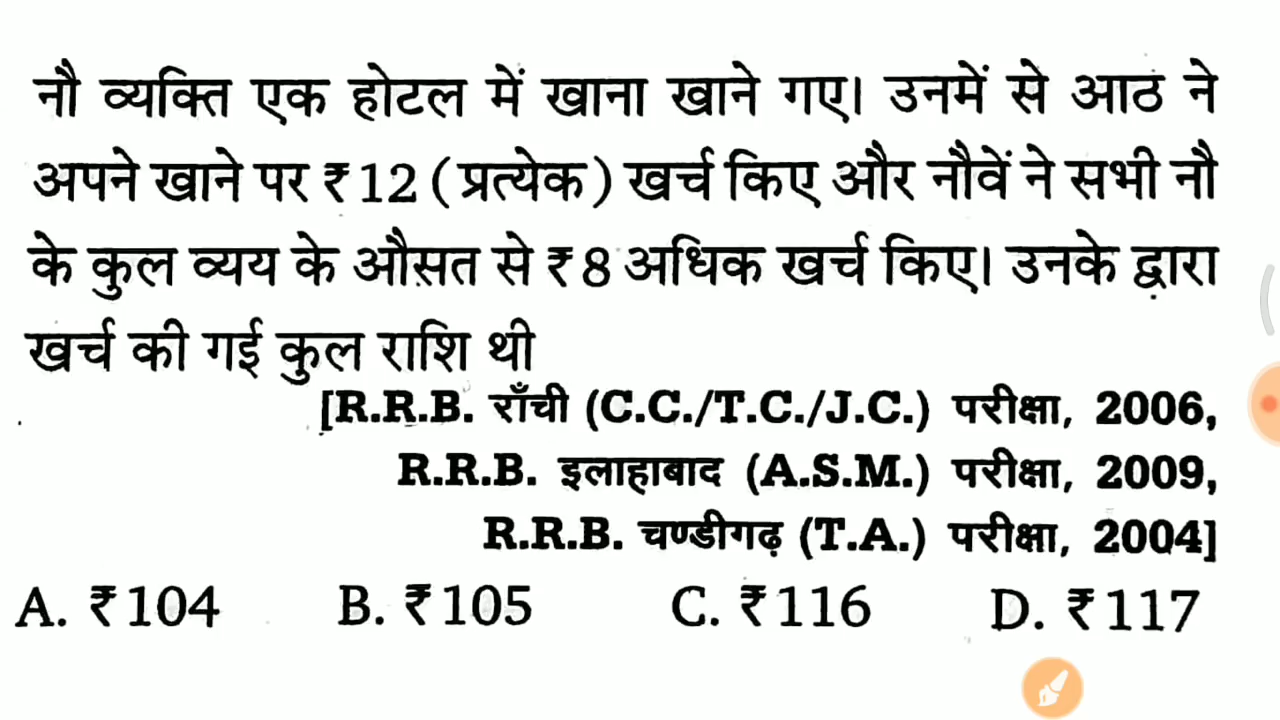 नौ व्यक्ति एक होटल में खाना खाने गए। उनमें से आठ ने
अपने खाने पर ₹12 (प्रत्येक) खर्च किए और नौवें ने सभी नौ
के कुल व्यय के औसत से ₹8 अधिक खर्च किए। उनके द्वारा
खर्च की गई कुल राशि थी
[R.R.B. राँची (C.C./T.C./J.C.) परीक्षा, 2006,
R.R.B. इलाहाबाद (A.S.M.) परीक्षा, 2009,
R.R.B. चण्डीगढ़ (T.A.) परीक्षा, 2004]
A. ₹104 B. ₹105 C. ₹116 D. ₹117